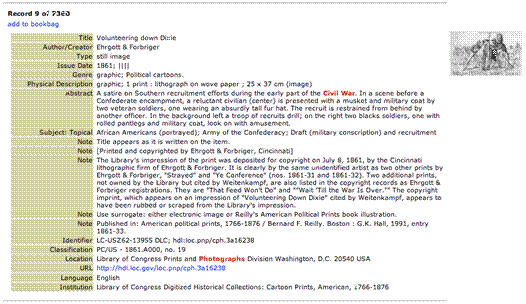 Record 9 of 7360
add to bookbag
Title Volunteering down Dixie
Author/Creator Ehrgott & Forbriger
Type still image
Issue Date 1861; ||||
Genre graphic; Political cartoons.
Physical Description graphic; 1 print : lithograph on wove paper ; 25 x 37 cm (image)
Abstract A satire on Southern recruitment efforts during the early part of the Civil War. In a scene before a
Confederate encampment, a reluctant civilian (center) is presented with a musket and military coat by
two veteran soldiers, one wearing an absurdly tall fur hat. The recruit is restrained from behind by
another officer. In the background left a troop of recruits drill; on the right two blacks soldiers, one with
rolled pantlegs and military coat, look on with amusement.
Subject: Topical African Americans (portrayed); Army of the Confederacy; Draft (military conscription) and recruitment
Note Title appears as it is written on the item.
Note [Printed and copyrighted by Ehrgott & Forbriger, Cincinnati]
Note The Library's impression of the print was deposited for copyright on July 8, 1861, by the Cincinnati
lithographic firm of Ehrgott & Forbriger. It is clearly by the same unidentified artist as two other prints by
Ehrgott & Forbriger, "Strayed" and "Ye Conference" (nos. 1861-31 and 1861-32). Two additional prints,
not owned by the Library but cited by Weitenkampf, are also listed in the copyright records as Ehrgott &
Forbriger registrations. They are "That Feed Won't Do" and ""Wait 'Till the War Is Over."" The copyright
imprint, which appears on an impression of "Volunteering Down Dixie" cited by Weitenkampf, appears to
have been rubbed or scraped from the Library's impression.
Note Use surrogate: either electronic image or Reilly's American Political Prints book illustration.
Note Published in: American political prints, 1766-1876 / Bernard F. Reilly. Boston : G.K. Hall, 1991, entry
1861-33.
Identifier LC-USZ62-13955 DLC; hdl:loc.pnp/cph.3a16238
Classification PC/US - 1861.A000, no. 19
Location Library of Congress Prints and Photographs Division Washington, D.C. 20540 USA
URL http://hdl.loc.gov/loc.pnp/cph.3a16238
Language English
Institution Library of Congress Digitized Historical Collections: Cartoon Prints, American, 1766-1876